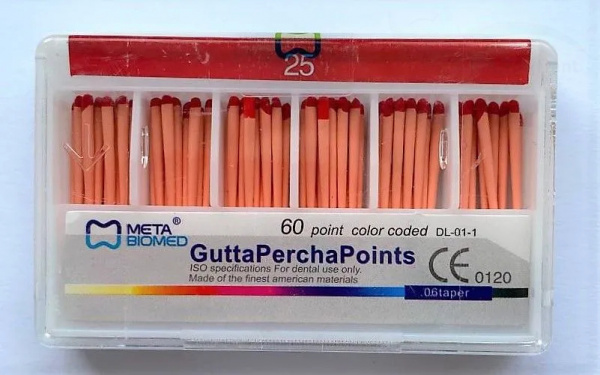 25
META ®
BIOMED
60 point color coded DL-01-1
GuttaPerchaPoints
ISO specifications For dental use only.
Made of the finest american materials
CE 0120
.06taper